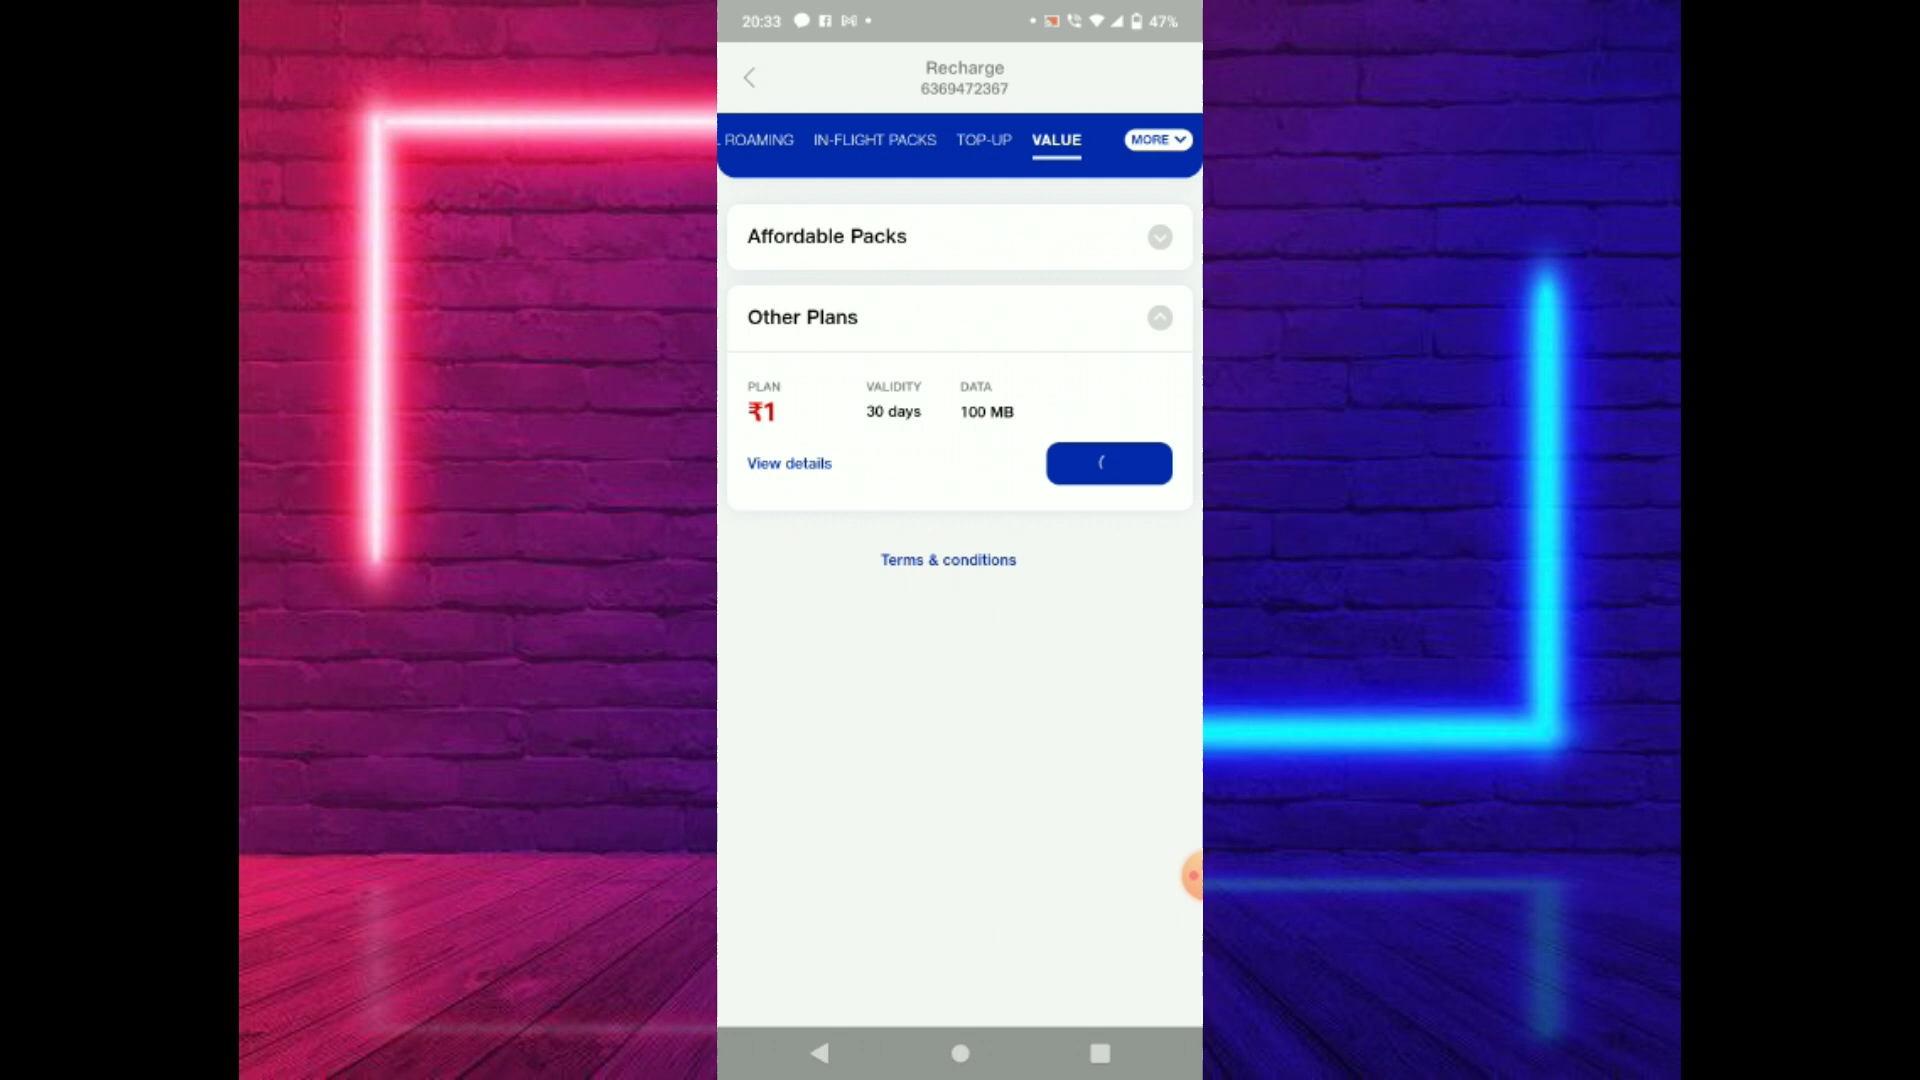 20:33
47%
Recharge
6369472367
L ROAMING IN-FLIGHT PACKS TOP-UP VALUE MORE
Affordable Packs
Other Plans
PLAN VALIDITY DATA
₹1 30 days 100 MB
View details
Terms & conditions